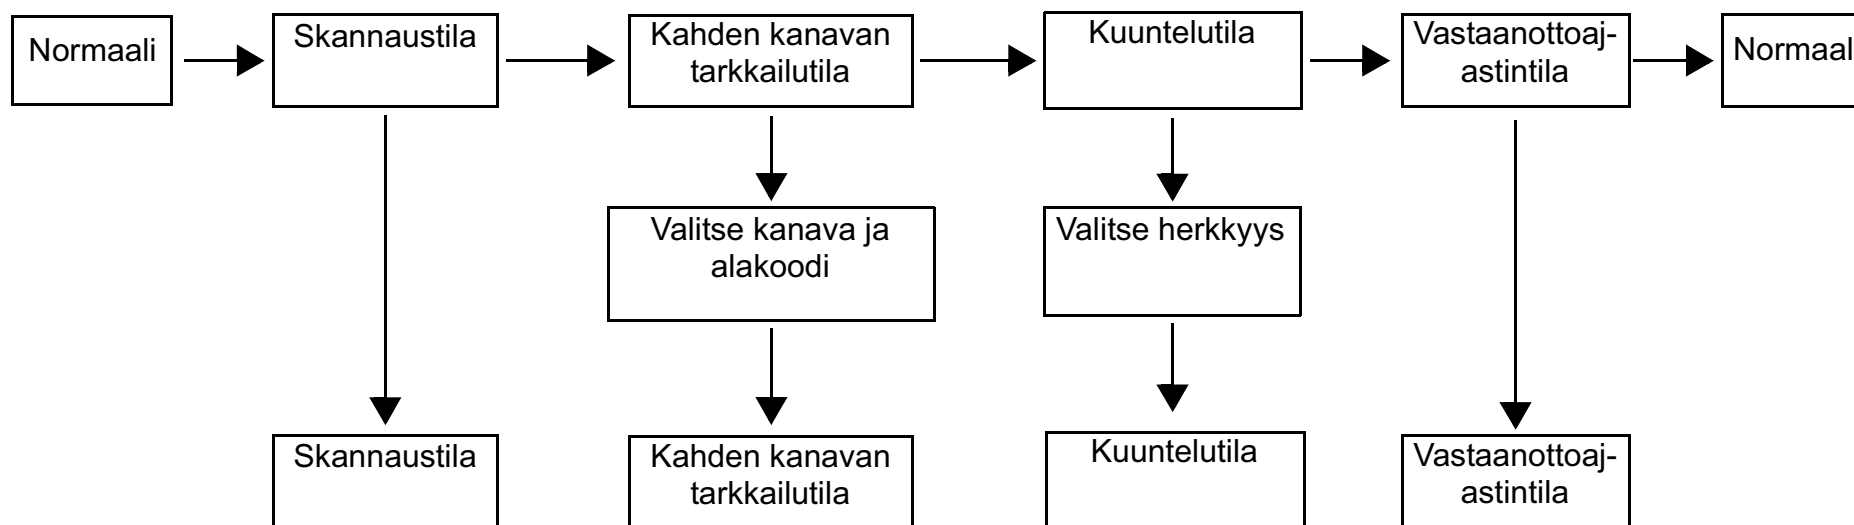 Normaali
Skannaustila
Kahden kanavan
tarkkailutila
Kuuntelutila
Vastaanottoaj-
astintila
Normaali
Valitse kanava ja
alakoodi
Valitse herkkyys
Skannaustila
Kahden kanavan
tarkkailutila
Kuuntelutila
Vastaanottoaj-
astintila